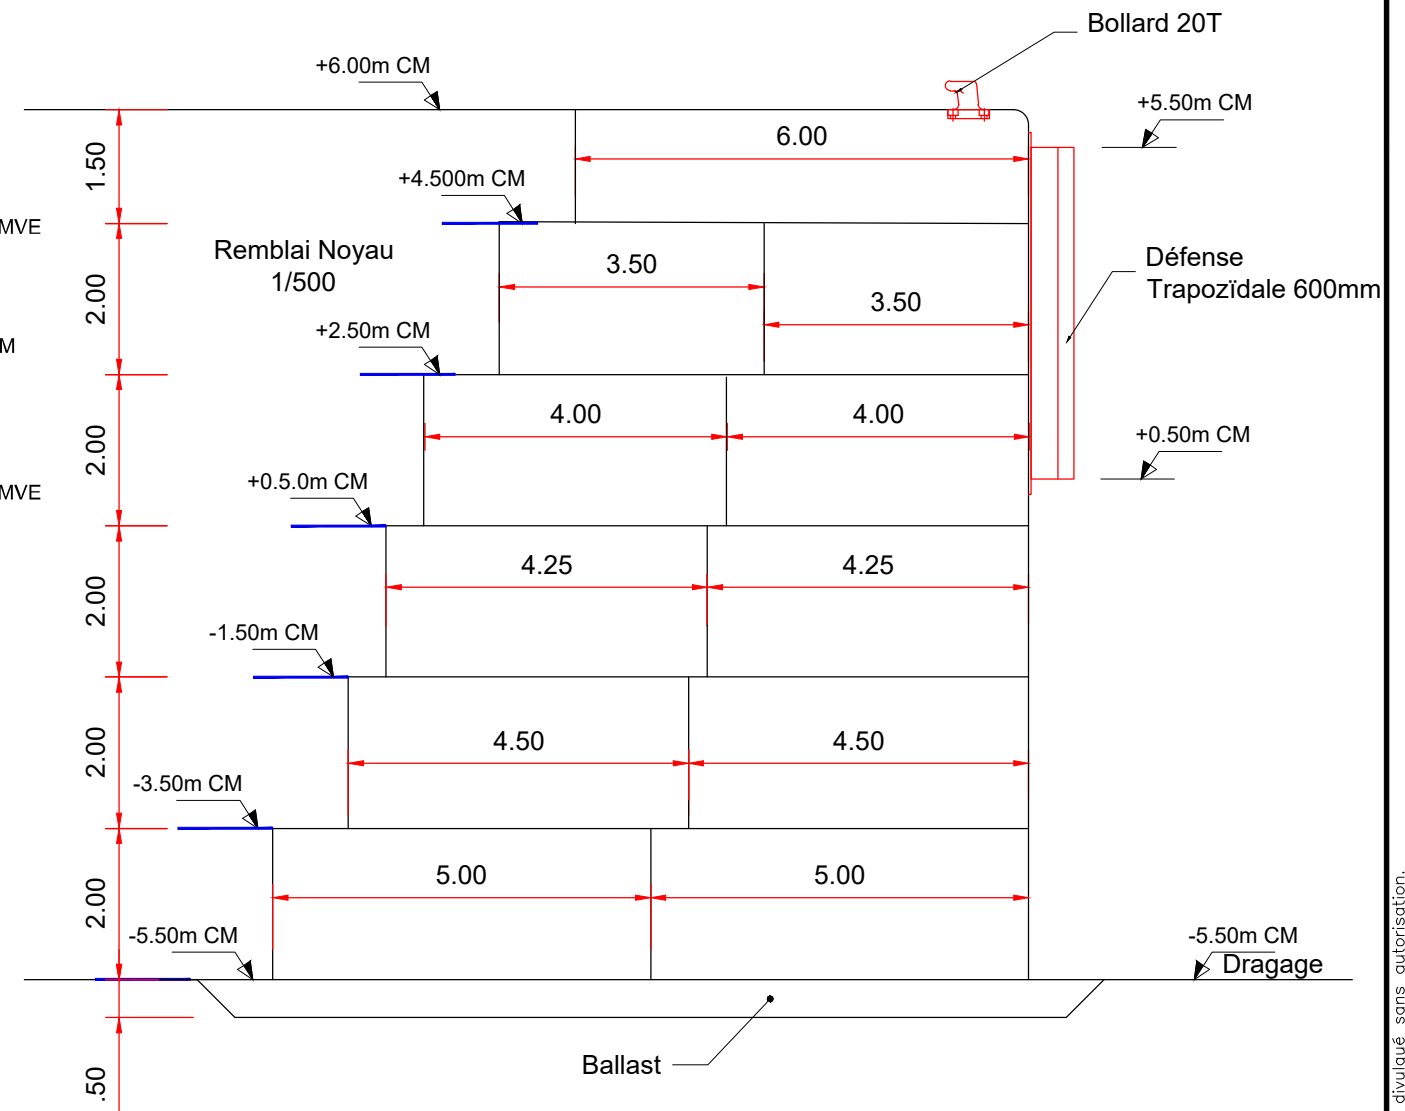 Bollard 20T
+6.00m CM
+5.50m CM
6.00
1.50
+4.500m CM
MVE
Remblai Noyau
1/500
3.50
3.50
2.00
Défense
Trapozïdale 600mm
+2.50m CM
M
4.00
4.00
2.00
+0.50m CM
+0.5.0m CM
MVE
4.25
4.25
2.00
-1.50m CM
4.50
4.50
2.00
-3.50m CM
5.00
5.00
2.00
-5.50m CM
-5.50m CM
Dragage
Ballast
.50
divulgué sans autorisation.